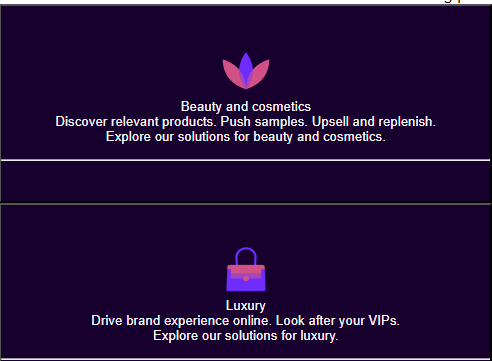 Beauty and cosmetics
Discover relevant products. Push samples. Upsell and replenish.
Explore our solutions for beauty and cosmetics.
Luxury
Drive brand experience online. Look after your VIPs.
Explore our solutions for luxury.